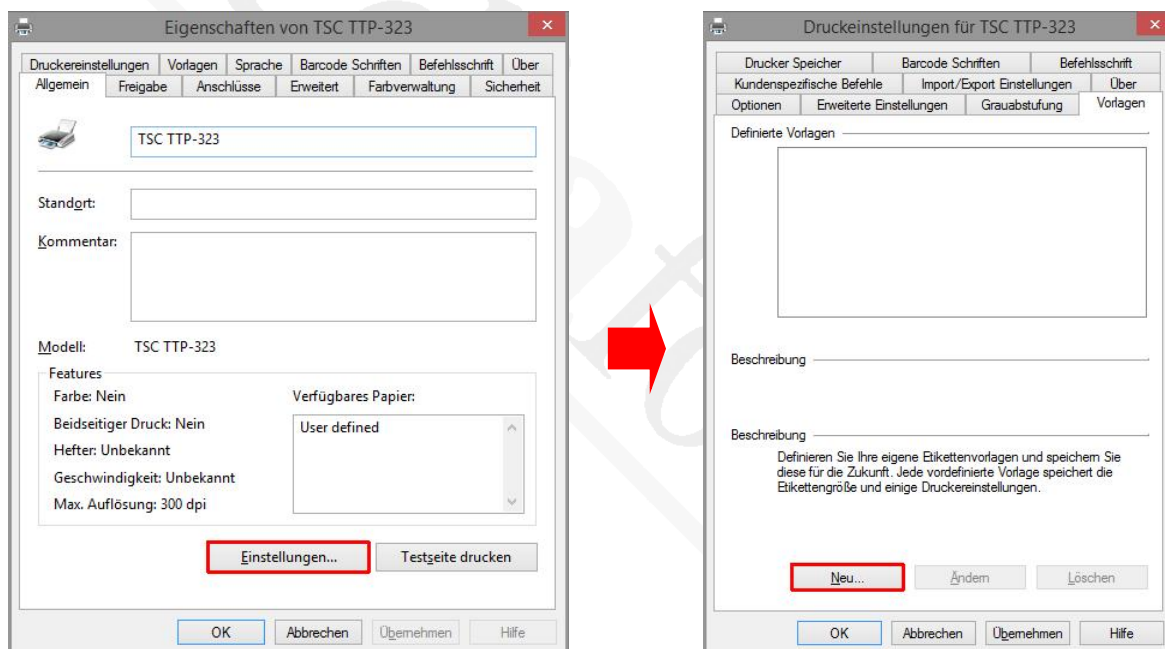 Eigenschaften von TSC TTP-323
Druckereinstellungen Vorlagen Sprache Barcode Schriften Befehlsschrift Über
Allgemein Freigabe Anschlüsse Erweitert Farbverwaltung Sicherheit
TSC TTP-323
Standort:
Kommentar:
Modell: TSC TTP-323
Features
Farbe: Nein
Beidseitiger Druck: Nein
Hefter: Unbekannt
Geschwindigkeit: Unbekannt
Max. Auflösung: 300 dpi
Verfügbares Papier:
User defined
Einstellungen... Testseite drucken
OK Abbrechen Übernehmen Hilfe
Druckeinstellungen für TSC TTP-323
Drucker Speicher Barcode Schriften Befehlsschrift
Kundenspezifische Befehle Import/Export Einstellungen Über
Optionen Erweiterte Einstellungen Grauabstufung Vorlagen
Definierte Vorlagen
Beschreibung
Beschreibung
Definieren Sie Ihre eigene Etikettenvorlagen und speichern Sie
diese für die Zukunft. Jede vordefinierte Vorlage speichert die
Etikettengröße und einige Druckereinstellungen.
Neu... Ändern Löschen
OK Abbrechen Übernehmen Hilfe